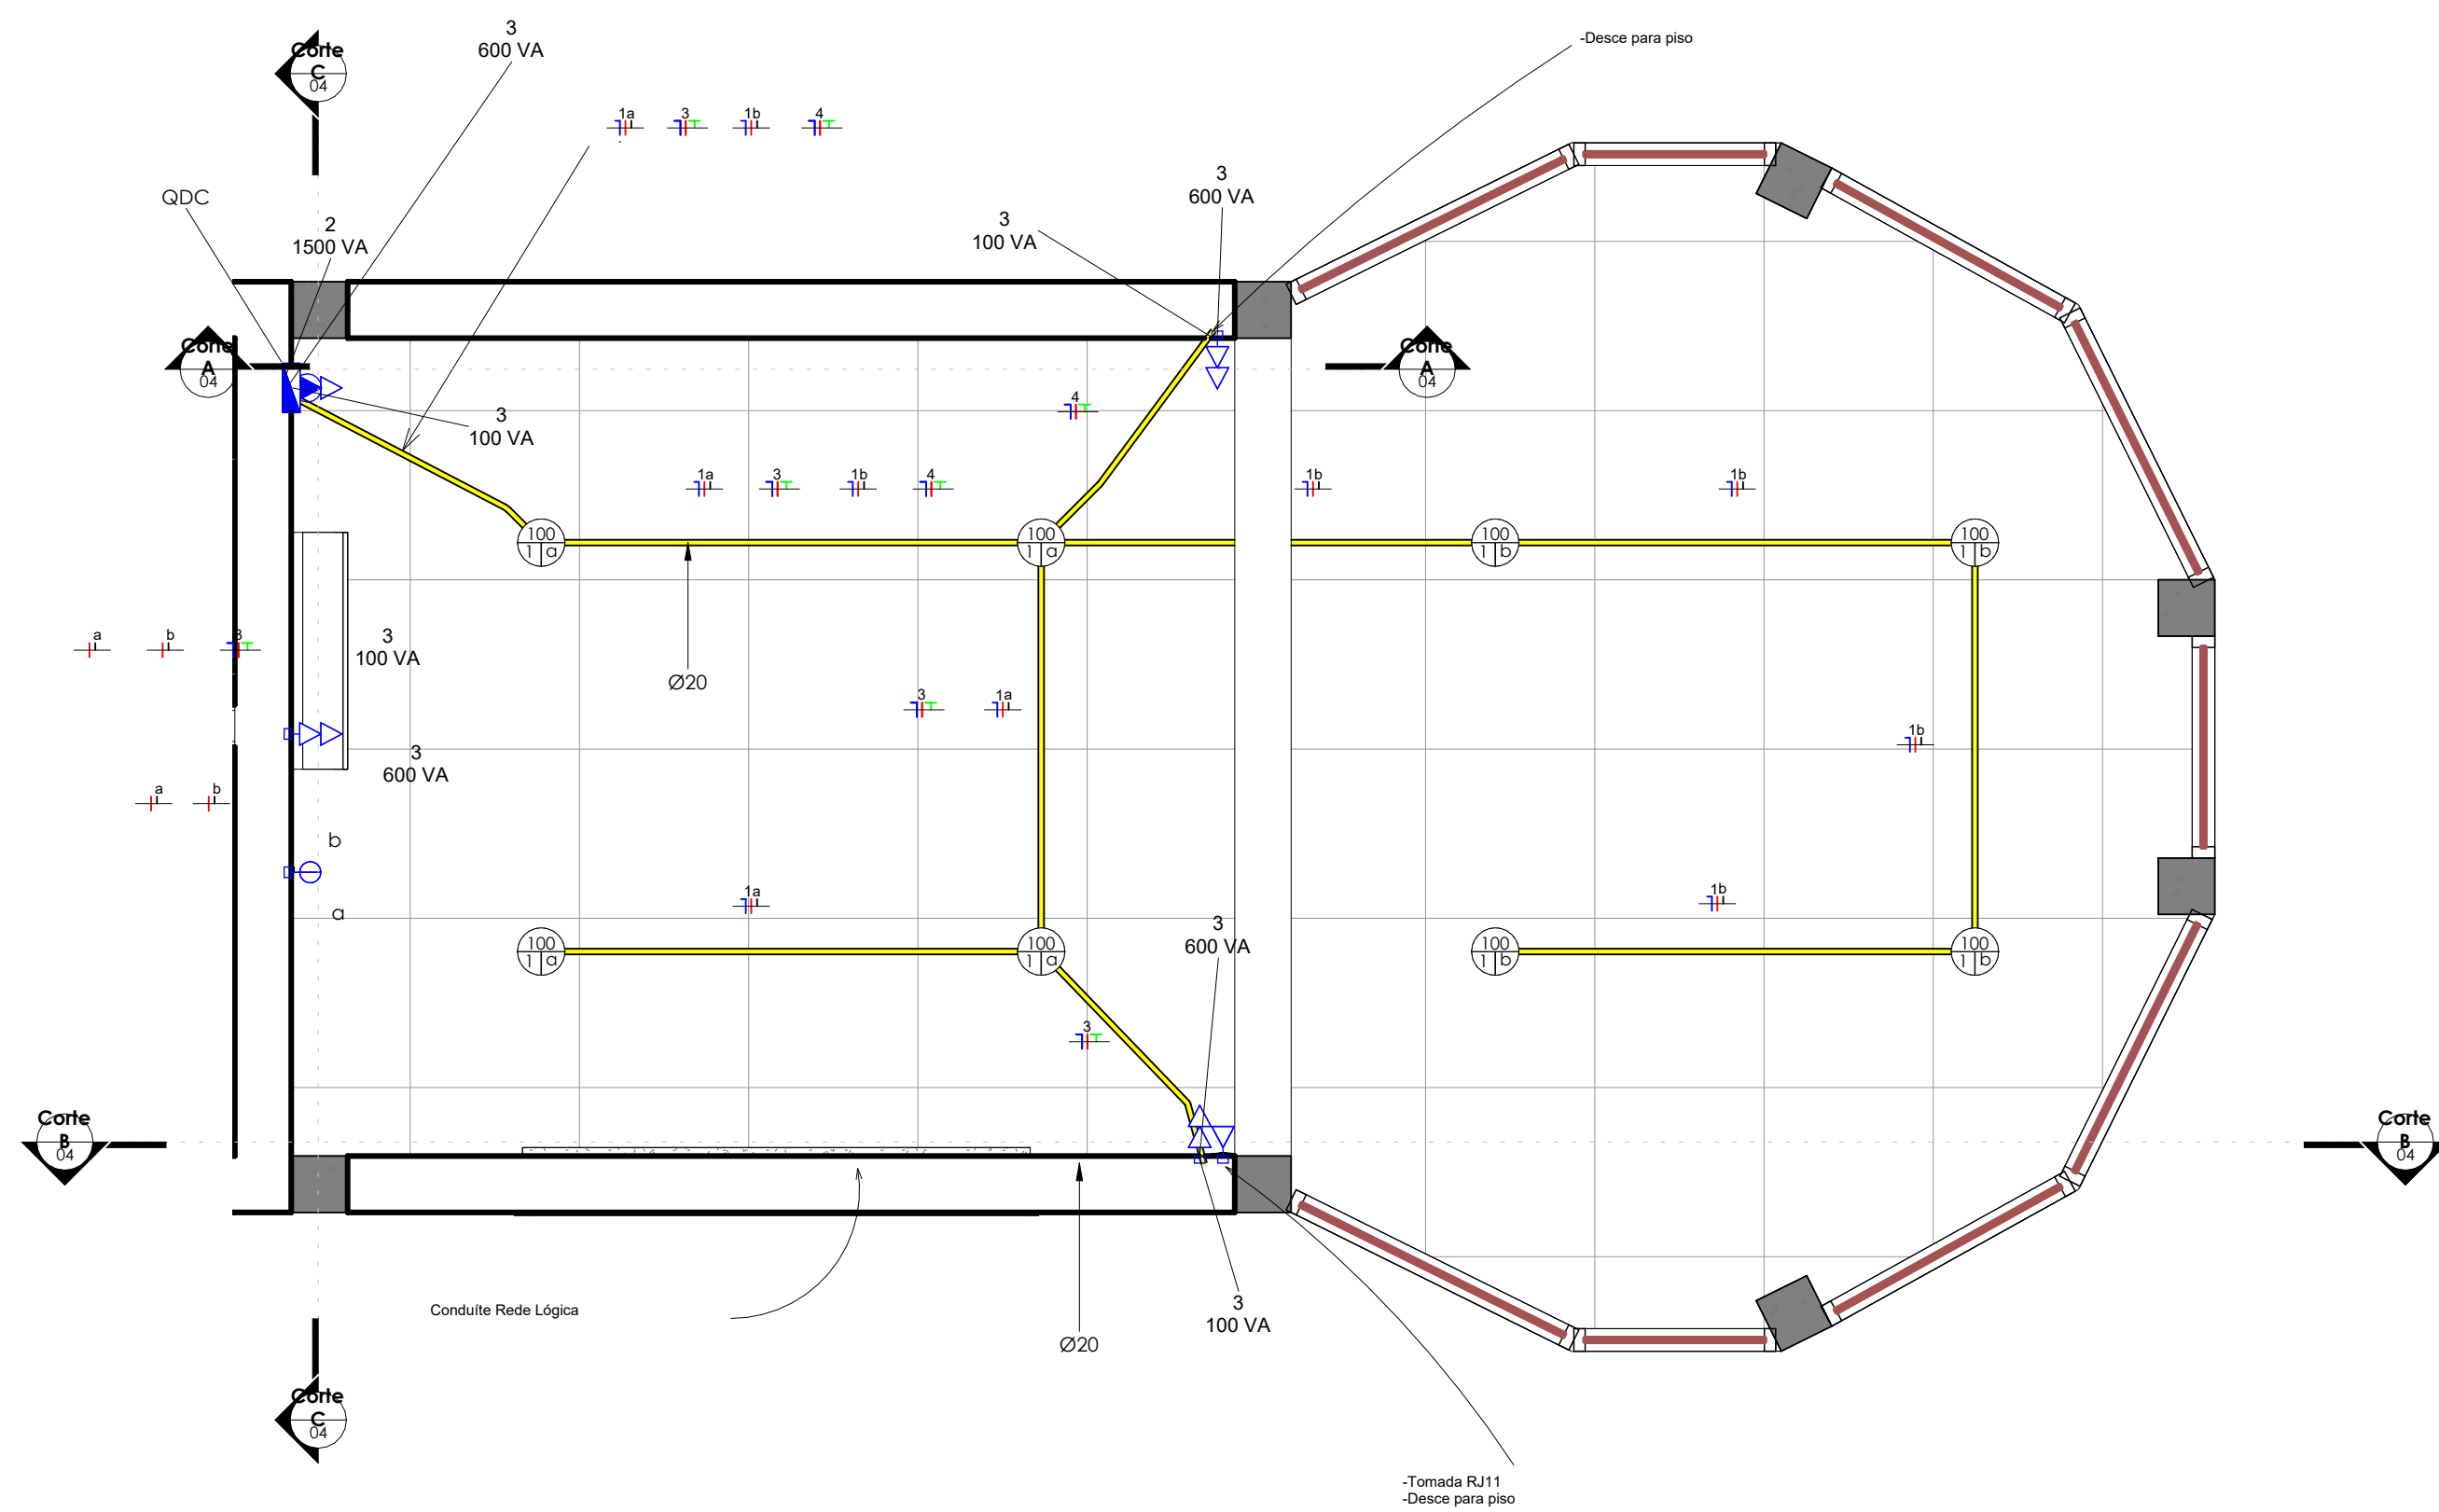 3
600 VA
-Desce para piso
Corte
C
04
1a
3
1b
4
3
600 VA
QDC
3
100 VA
2
1500 VA
Corte
A
04
Corte
A
04
4
3
100 VA
1a
3
1b
4
1b
1b
100
1 a
100
1 a
100
1 b
100
1 b
a
b
3
3
100 VA
Ø20
3
1a
1b
3
600 VA
a
b
b
1a
1b
a
3
600 VA
100
1 a
100
1 a
100
1 b
100
1 b
3
Corte
B
04
Corte
B
04
Conduíte Rede Lógica
3
100 VA
Ø20
Corte
C
04
-Tomada RJ11
-Desce para piso